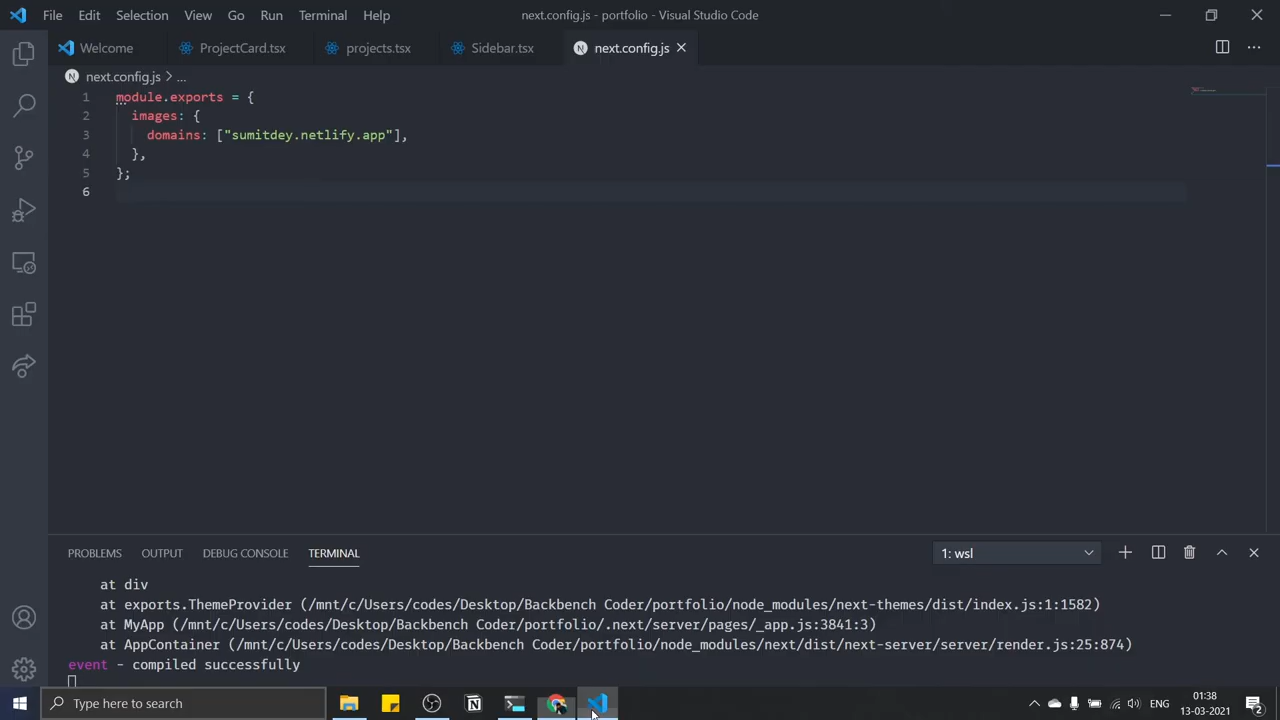 File Edit Selection View Go Run Terminal Help next.config.js - portfolio - Visual Studio Code
Welcome ProjectCard.tsx projects.tsx Sidebar.tsx next.config.js
next.config.js > ...
1 module.exports = {
2 images: {
3 domains: ["sumitdey.netlify.app"],
4 },
5 };
6
PROBLEMS OUTPUT DEBUG CONSOLE TERMINAL 1: wsl
at div
at exports.ThemeProvider (/mnt/c/Users/codes/Desktop/Backbench Coder/portfolio/node_modules/next-themes/dist/index.js:1:1582)
at MyApp (/mnt/c/Users/codes/Desktop/Backbench Coder/portfolio/.next/server/pages/_app.js:3841:3)
at AppContainer (/mnt/c/Users/codes/Desktop/Backbench Coder/portfolio/node_modules/next/dist/next-server/server/render.js:25:874)
event - compiled successfully
Type here to search ENG 01:38
13-03-2021 2